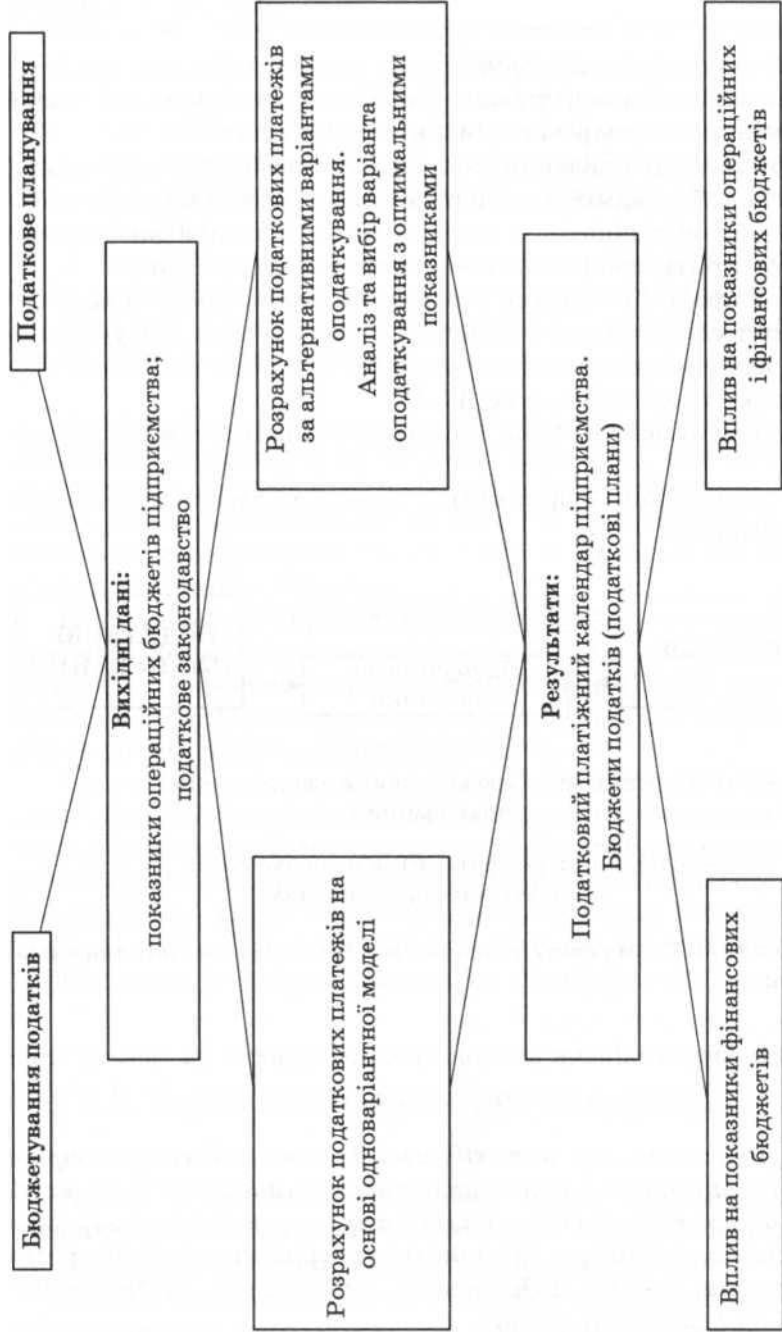 Бюджетування податків
Податкове планування
Вихідні дані:
показники операційних бюджетів підприємства;
податкове законодавство
Розрахунок податкових платежів на
основі одноваріантної моделі
Розрахунок податкових платежів
за альтернативними варіантами
оподаткування.
Аналіз та вибір варіанта
оподаткування з оптимальними
показниками
Результати:
Податковий платіжний календар підприємства.
Бюджети податків (податкові плани)
Вплив на показники фінансових
бюджетів
Вплив на показники операційних
і фінансових бюджетів